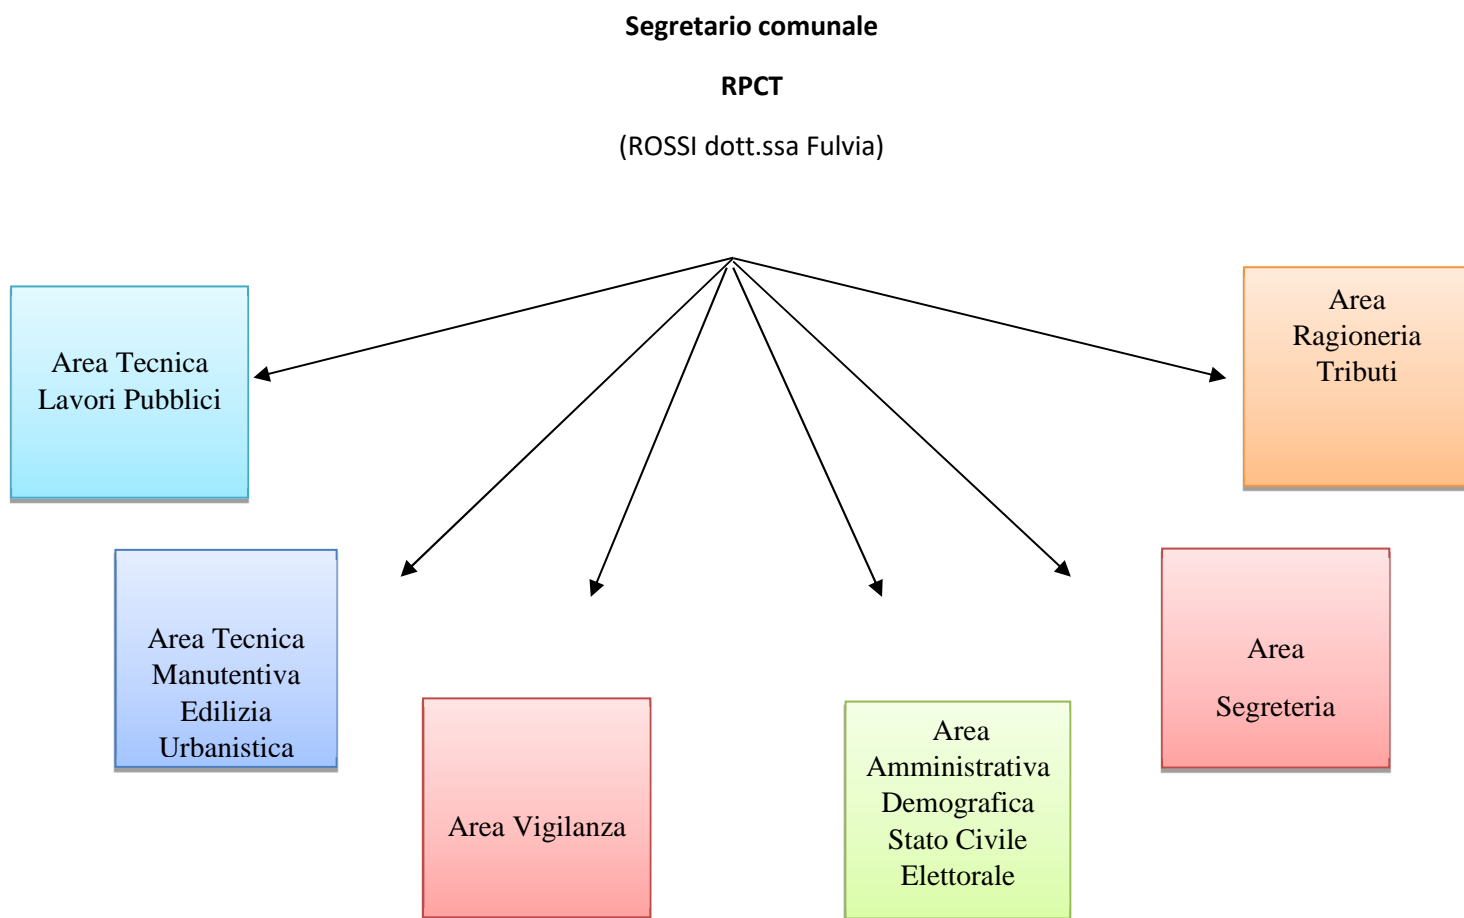 Segretario comunale
RPCT
(ROSSI dott.ssa Fulvia)
Area Tecnica
Lavori Pubblici
Area
Ragioneria
Tributi
Area Tecnica
Manutentiva
Edilizia
Urbanistica
Area Vigilanza
Area
Amministrativa
Demografica
Stato Civile
Elettorale
Area
Segreteria